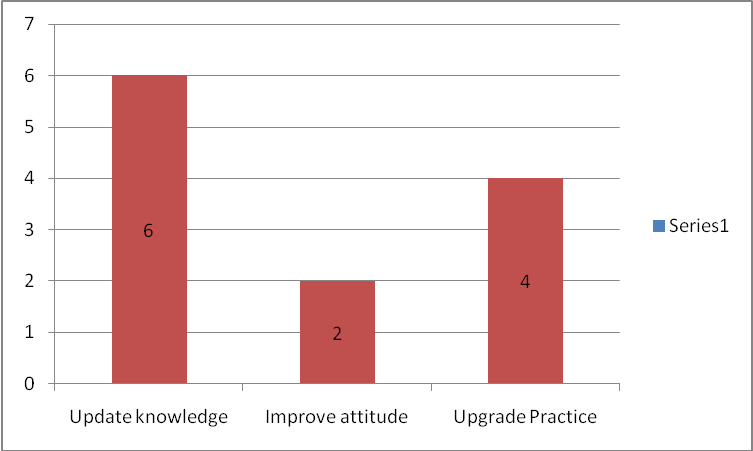 7
6
5
4
3
2
1
0
6
2
4
Update knowledge
Improve attitude
Upgrade Practice
Series1